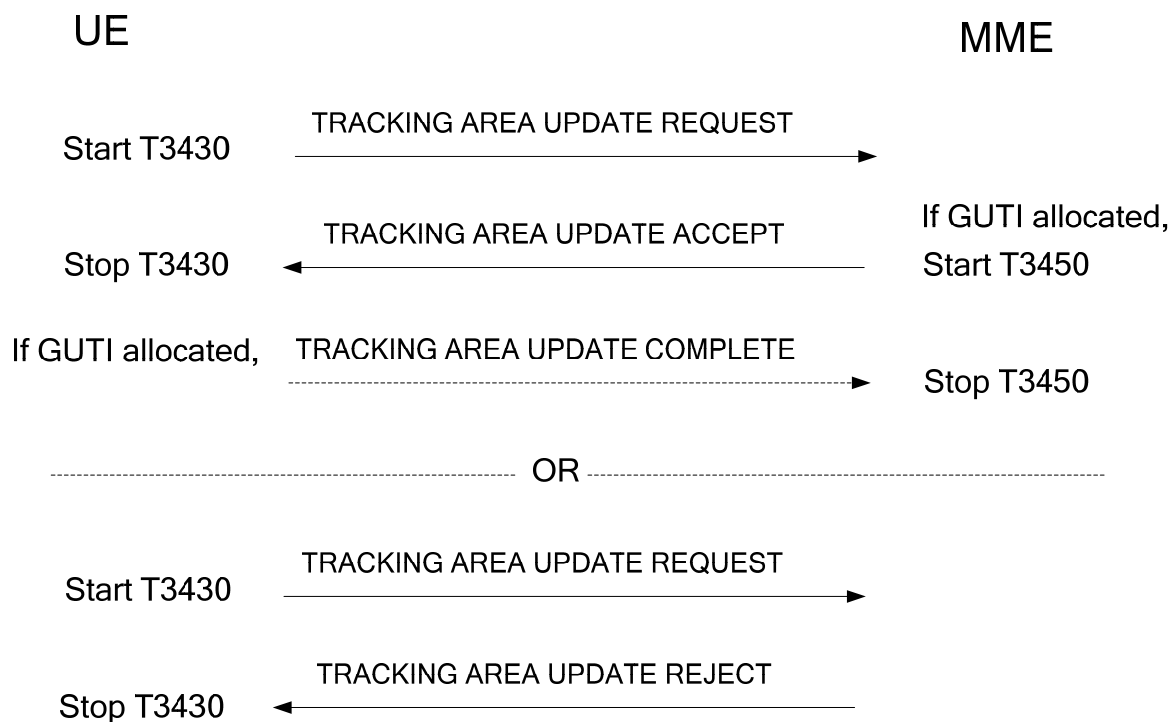 UE
MME
TRACKING AREA UPDATE REQUEST
Start T3430
If GUTI allocated,
TRACKING AREA UPDATE ACCEPT
Stop T3430
Start T3450
If GUTI allocated,
TRACKING AREA UPDATE COMPLETE
Stop T3450
OR
TRACKING AREA UPDATE REQUEST
Start T3430
TRACKING AREA UPDATE REJECT
Stop T3430